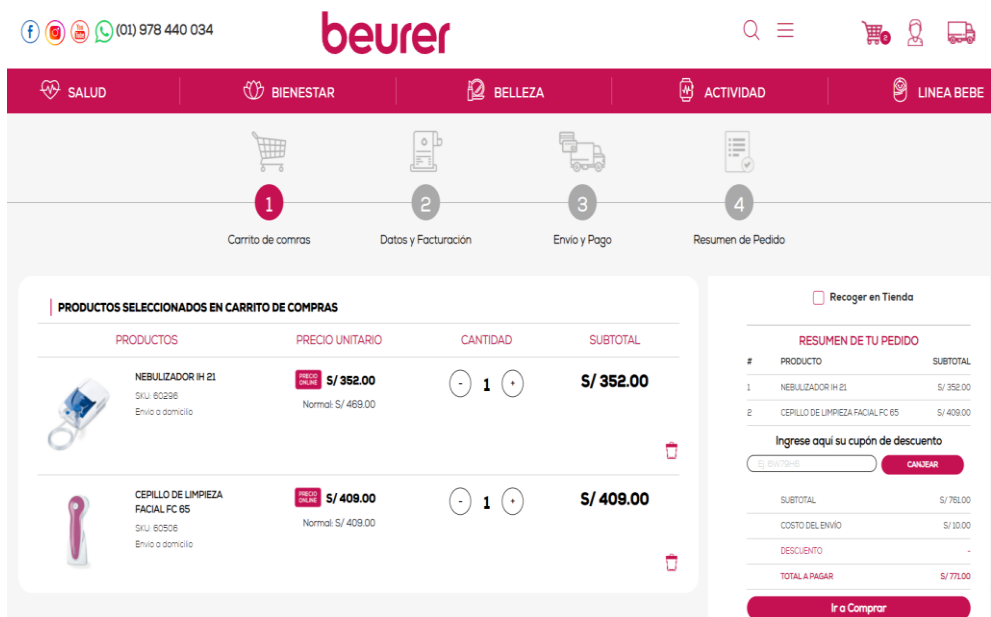 (01) 978 440 034
beurer
2
SALUD
BIENESTAR
BELLEZA
ACTIVIDAD
LINEA BEBE
1
2
3
4
Carrito de comras
Datos y Facturación
Envio y Pago
Resumen de Pedido
PRODUCTOS SELECCIONADOS EN CARRITO DE COMPRAS
PRODUCTOS
PRECIO UNITARIO
CANTIDAD
SUBTOTAL
NEBULIZADOR IH 21
SKU: 60296
Envio a domicilo
PRECIO
ONLINE
S/ 352.00
Normal: S/ 469.00
-
1
+
S/ 352.00
CEPILLO DE LIMPIEZA
FACIAL FC 65
SKU: 60506
Envio a domicilo
PRECIO
ONLINE
S/ 409.00
Normal: S/ 409.00
-
1
+
S/ 409.00
Recoger en Tienda
RESUMEN DE TU PEDIDO
# PRODUCTO SUBTOTAL
1 NEBULIZADOR IH 21 S/ 352.00
2 CEPILLO DE LIMPIEZA FACIAL FC 65 S/ 409.00
Ingrese aqui su cupón de descuento
CANJEAR
SUBTOTAL S/ 761.00
COSTO DEL ENVÍO S/ 10.00
DESCUENTO -
TOTAL A PAGAR S/ 771.00
Ir a Comprar